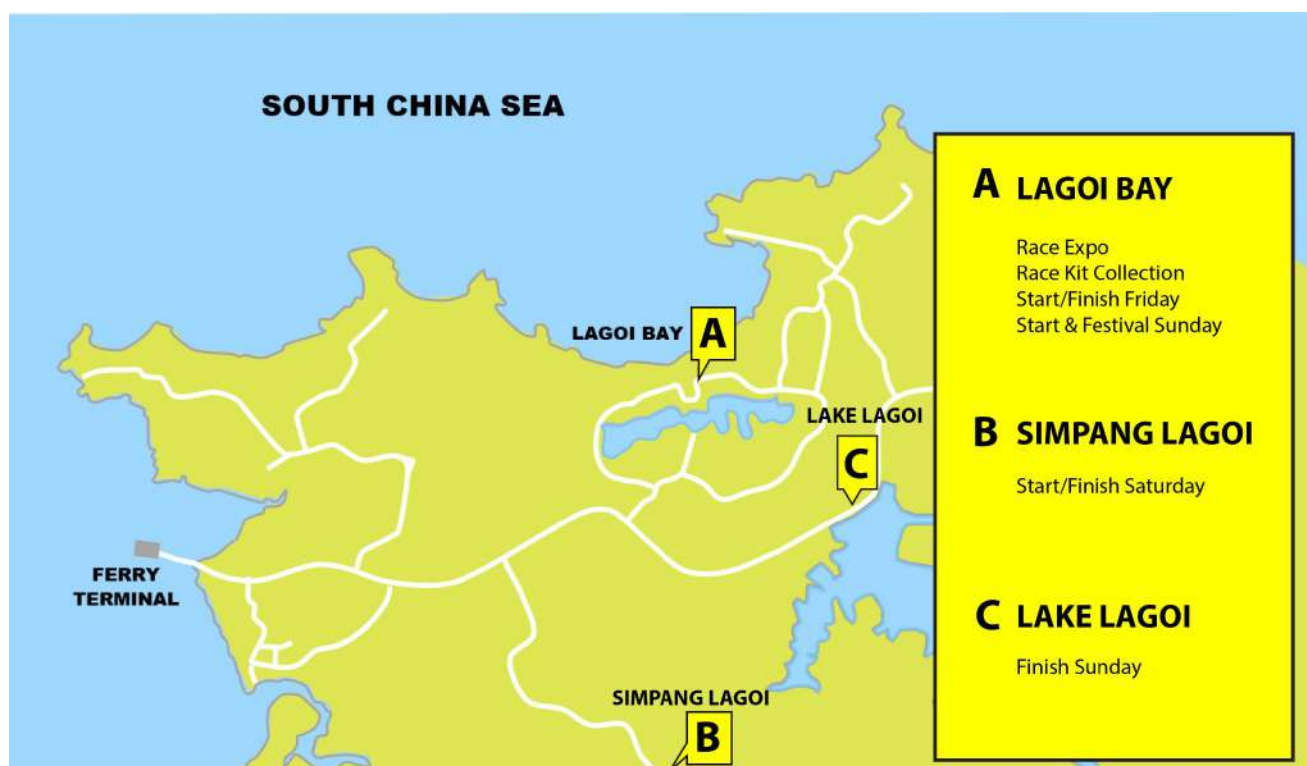 SOUTH CHINA SEA
LAGOI BAY
A
LAKE LAGOI
C
FERRY
TERMINAL
SIMPANG LAGOI
B
A LAGOI BAY
Race Expo
Race Kit Collection
Start/Finish Friday
Start & Festival Sunday
B SIMPANG LAGOI
Start/Finish Saturday
C LAKE LAGOI
Finish Sunday